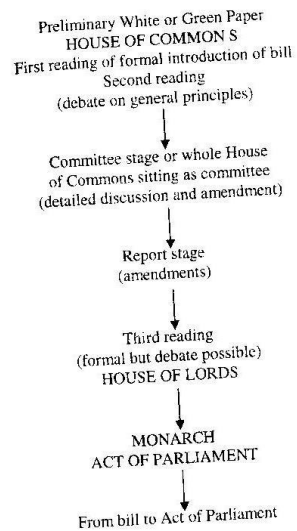 Preliminary White or Green Paper
HOUSE OF COMMON S
First reading of formal introduction of bill
Second reading
(debate on general principles)
Committee stage or whole House
of Commons sitting as committee
(detailed discussion and amendment)
Report stage
(amendments)
Third reading
(formal but debate possible)
HOUSE OF LORDS
MONARCH
ACT OF PARLIAMENT
From bill to Act of Parliament